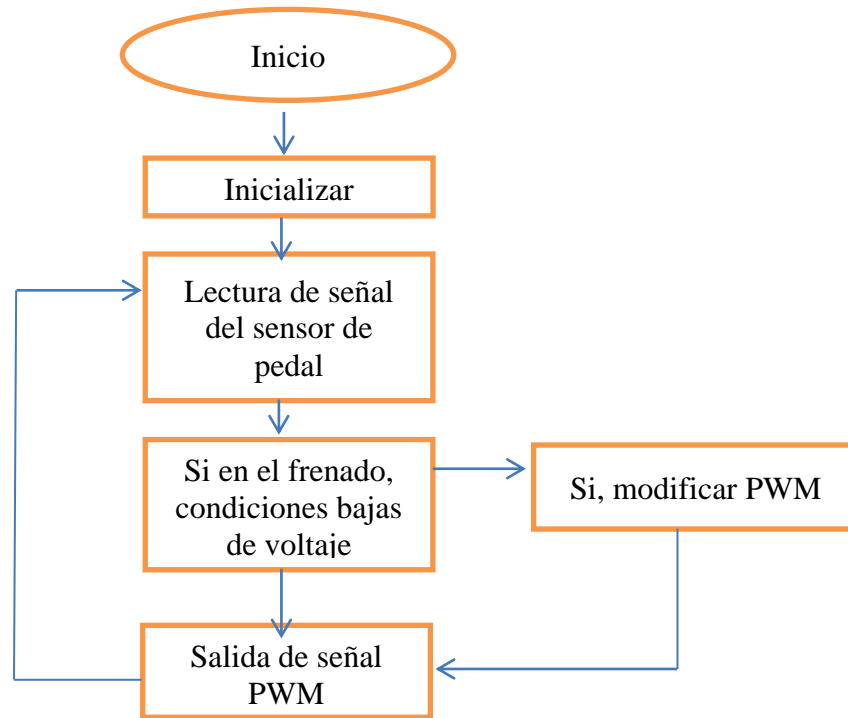 Inicio
Inicializar
Lectura de señal
del sensor de
pedal
Si en el frenado,
condiciones bajas
de voltaje
Si, modificar PWM
Salida de señal
PWM